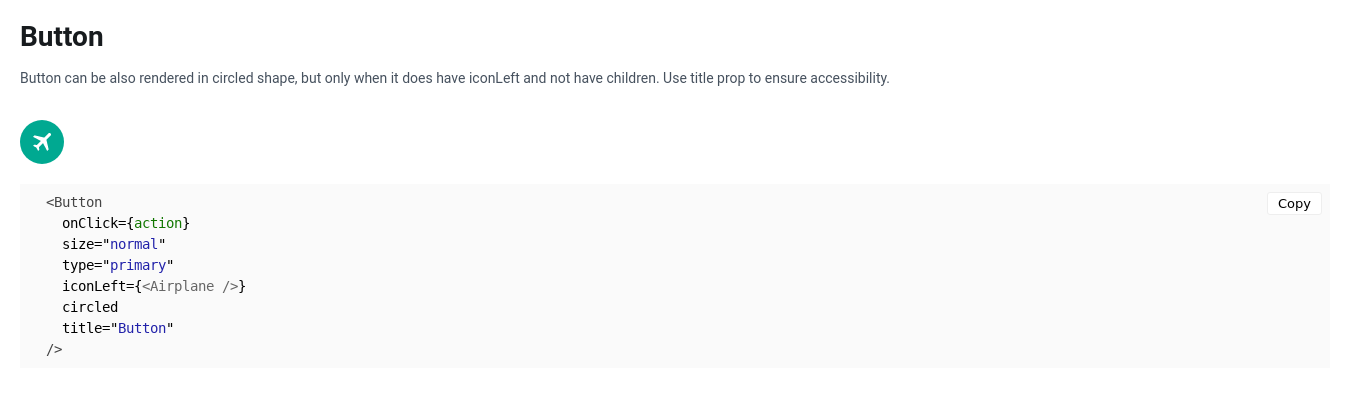 Button
Button can be also rendered in circled shape, but only when it does have iconLeft and not have children. Use title prop to ensure accessibility.
Copy
<Button
  onClick={action}
  size="normal"
  type="primary"
  iconLeft={<Airplane />}
  circled
  title="Button"
/>